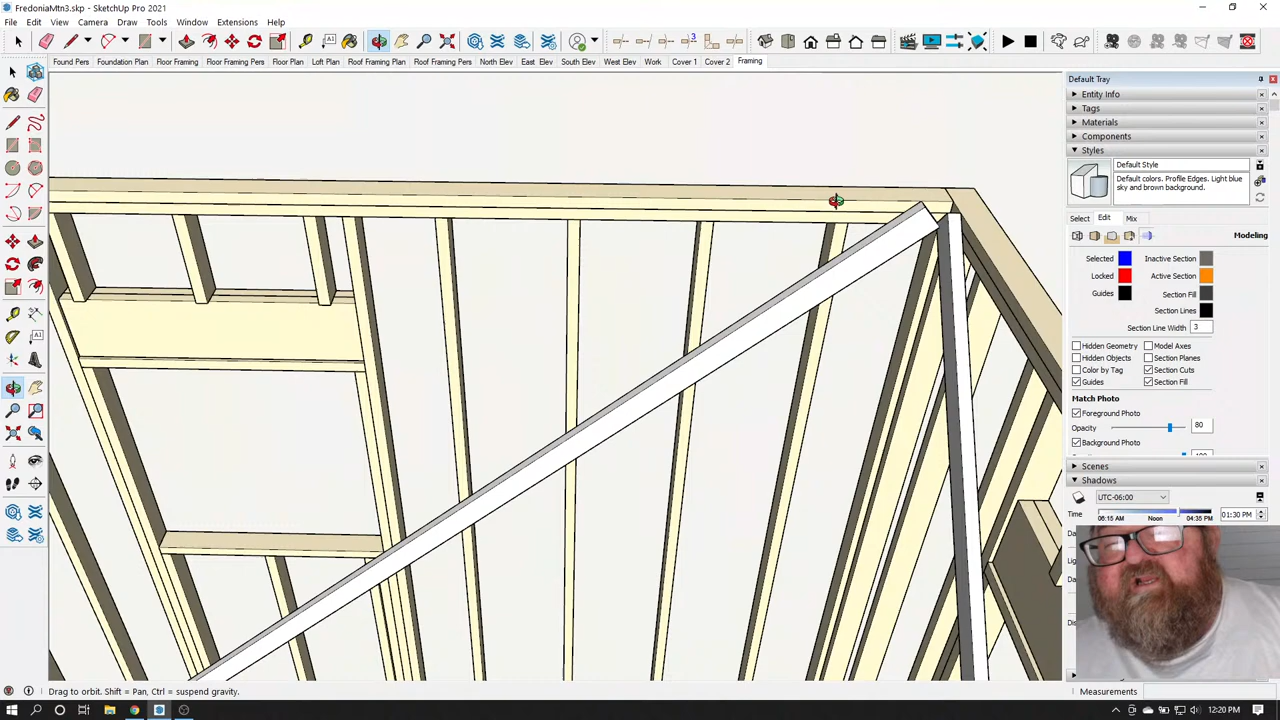 FredoniaMtn3.skp - SketchUp Pro 2021
File Edit View Camera Draw Tools Window Extensions Help
3
Found Pers Foundation Plan Floor Framing Floor Framing Pers Floor Plan Loft Plan Roof Framing Plan Roof Framing Pers North Elev East Elev South Elev West Elev Work Cover 1 Cover 2 Framing
Default Tray
Entity Info
Tags
Materials
Components
Styles
Default Style
Default colors. Profile Edges. Light blue
sky and brown background.
Select Edit Mix
Modeling
Selected Inactive Section
Locked Active Section
Guides Section Fill
Section Lines
Section Line Width 3
Hidden Geometry Model Axes
Hidden Objects Section Planes
Color by Tag Section Cuts
Guides Section Fill
Match Photo
Foreground Photo
Opacity 80
Background Photo
Scenes
Shadows
UTC-06:00
Time 06:15 AM Noon 04:35 PM 01:30 PM
Drag to orbit. Shift = Pan, Ctrl = suspend gravity.
Measurements
12:20 PM